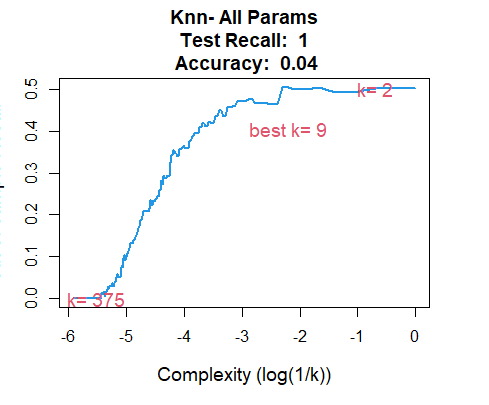 Knn- All Params
Test Recall:  1
Accuracy:  0.04
0.5
0.4
0.3
0.2
0.1
0.0
k= 2
best k= 9
k= 375
-6 -5 -4 -3 -2 -1 0
Complexity (log(1/k))